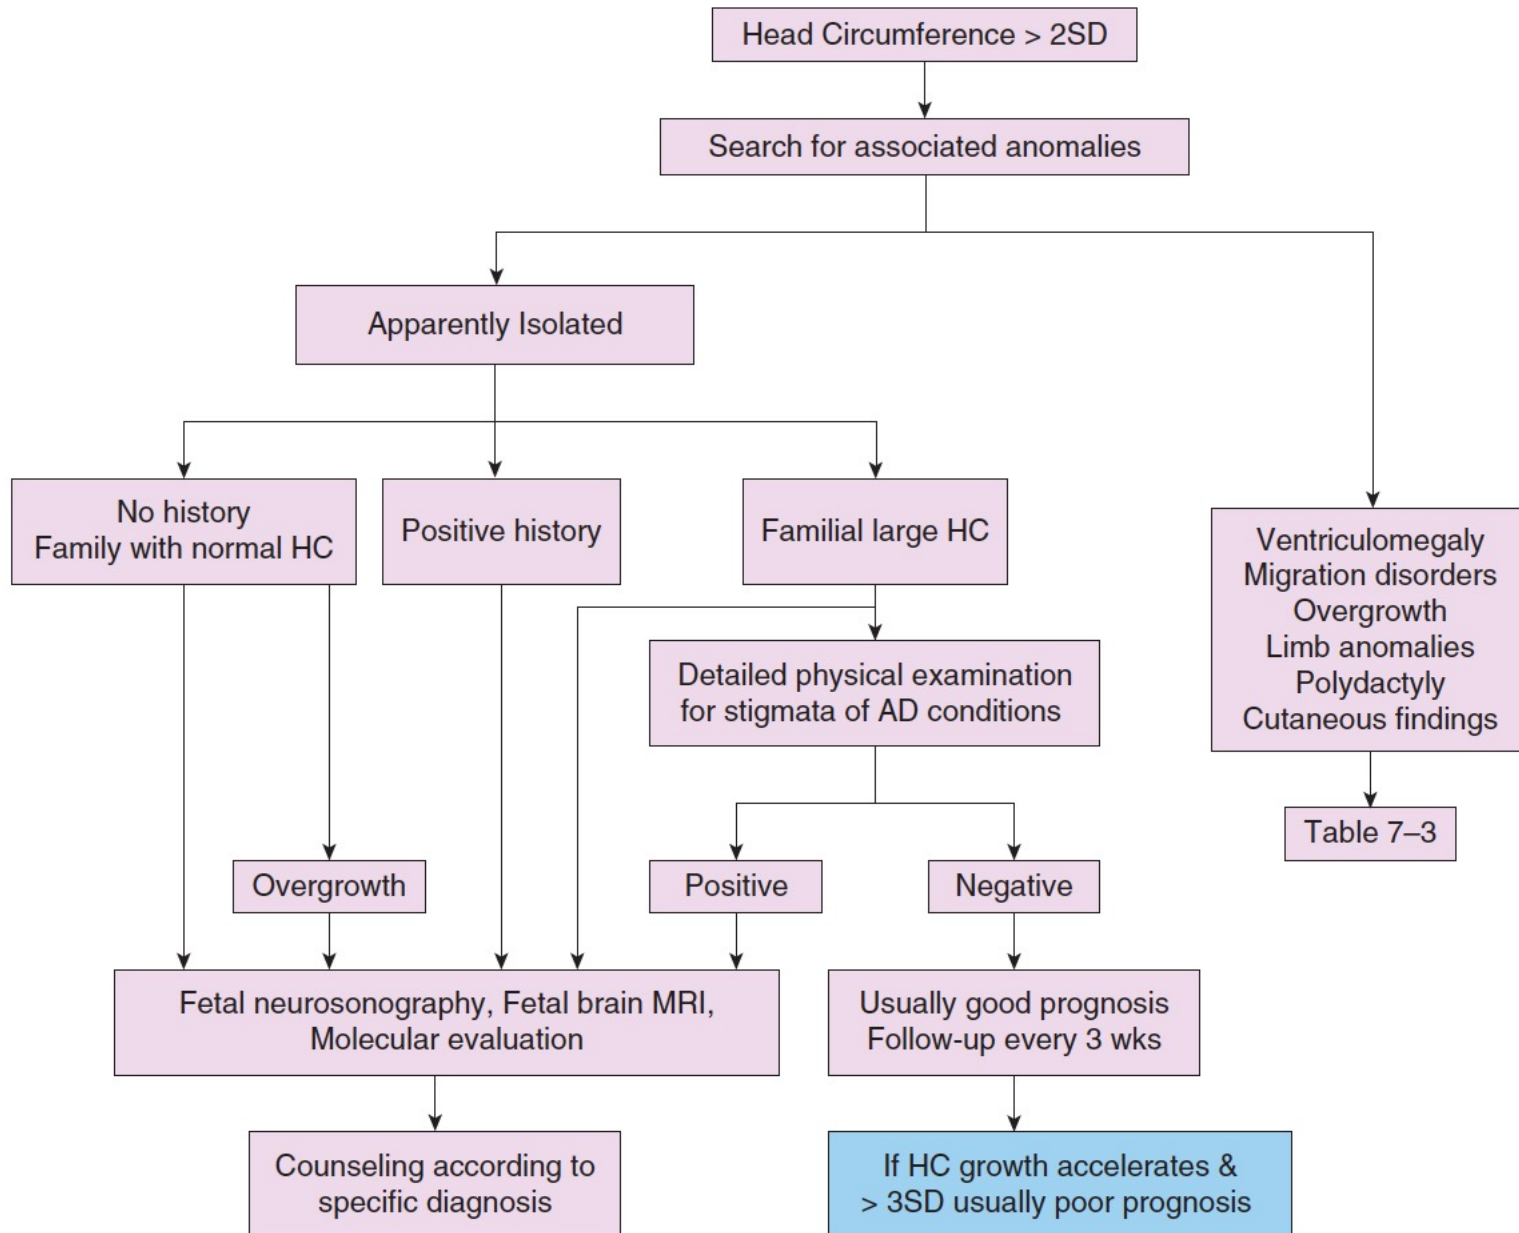 Head Circumference > 2SD
Search for associated anomalies
Apparently Isolated
No history
Family with normal HC
Positive history
Familial large HC
Ventriculomegaly
Migration disorders
Overgrowth
Limb anomalies
Polydactyly
Cutaneous findings
Detailed physical examination
for stigmata of AD conditions
Table 7–3
Overgrowth
Positive
Negative
Fetal neurosonography, Fetal brain MRI,
Molecular evaluation
Usually good prognosis
Follow-up every 3 wks
Counseling according to
specific diagnosis
If HC growth accelerates &
> 3SD usually poor prognosis